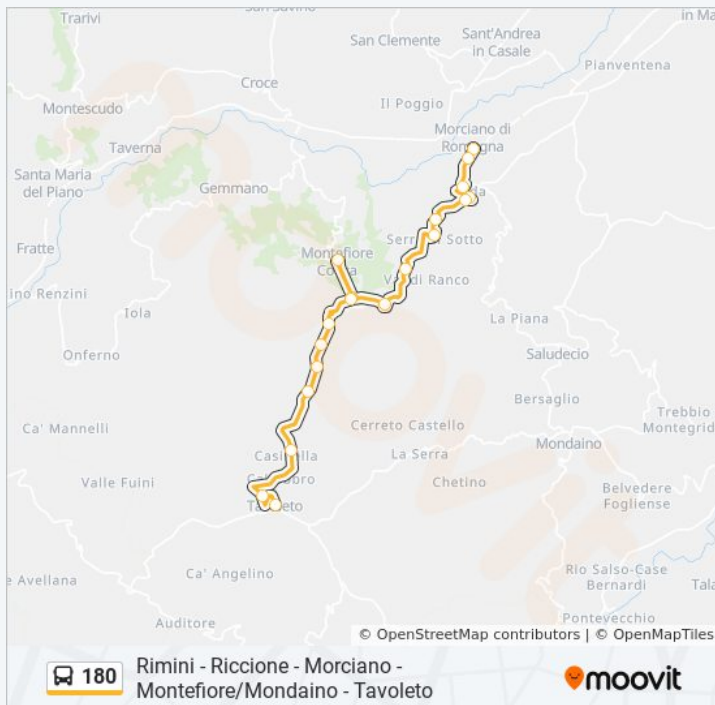 Trarivi
San Savino
in Ma
Sant'Andrea
in Casale
San Clemente
Pianventena
Croce
Il Poggio
Montescudo
Morciano di
Romagna
Taverna
Santa Maria
del Piano
Gemmano
Serra di Sotto
Fratte
Montefiore
Conca
Val di Ranco
ino Renzini
Iola
La Piana
Onferno
Saludecio
Bersaglio
Trebbio
Montegrid
Ca' Mannelli
Cerreto Castello
Casinella
La Serra
Mondaino
Valle Fuini
Chetino
Belvedere
Fogliense
Tavoleto
e Avellana
Ca' Angelino
Rio Salso-Case
Bernardi
Tala
Auditore
Pontevecchio
© OpenStreetMap contributors | © OpenMapTiles
180
Rimini - Riccione - Morciano -
Montefiore/Mondaino - Tavoleto
moovit